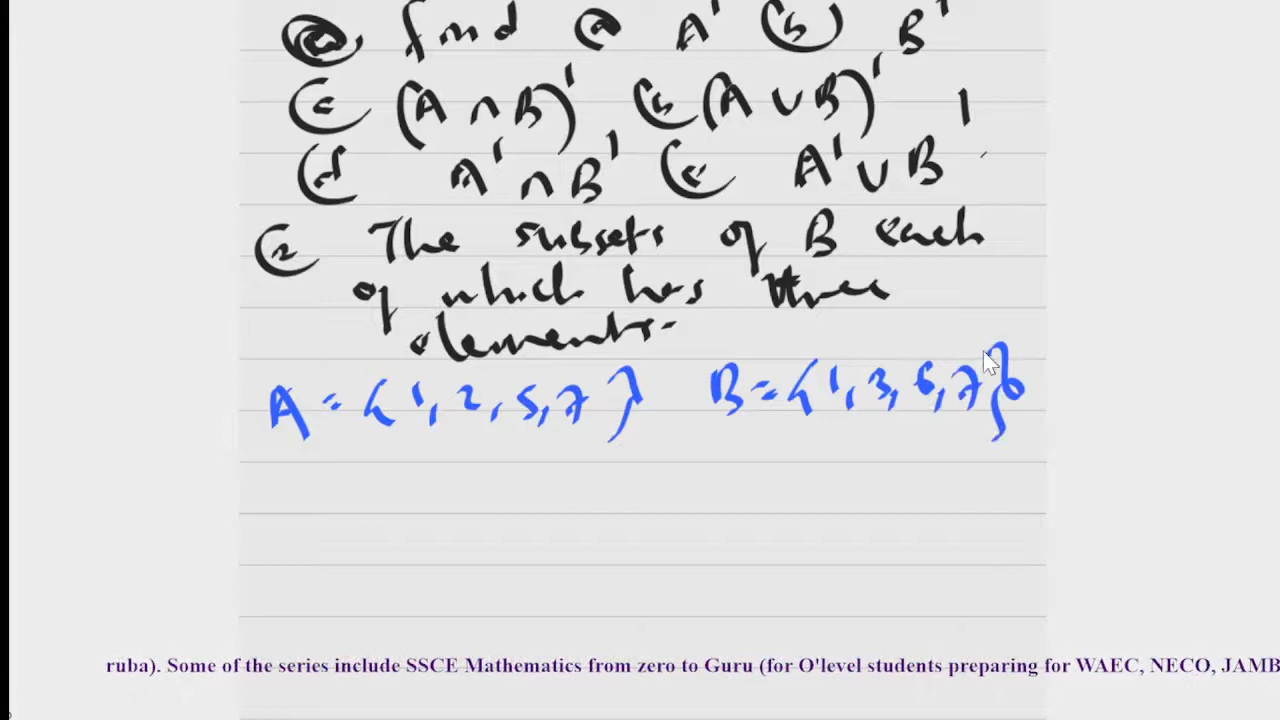 (a) find (a) A' (b) B'
(c) (A ∩ B)' (b) (A ∪ B)' 1
(d) A' ∩ B' (e) A' ∪ B
(2) The subsets of B each
of which has three
elements.
A = {1, 2, 5, 7} B = {1, 3, 6, 7} 6
ruba). Some of the series include SSCE Mathematics from zero to Guru (for O'level students preparing for WAEC, NECO, JAMB